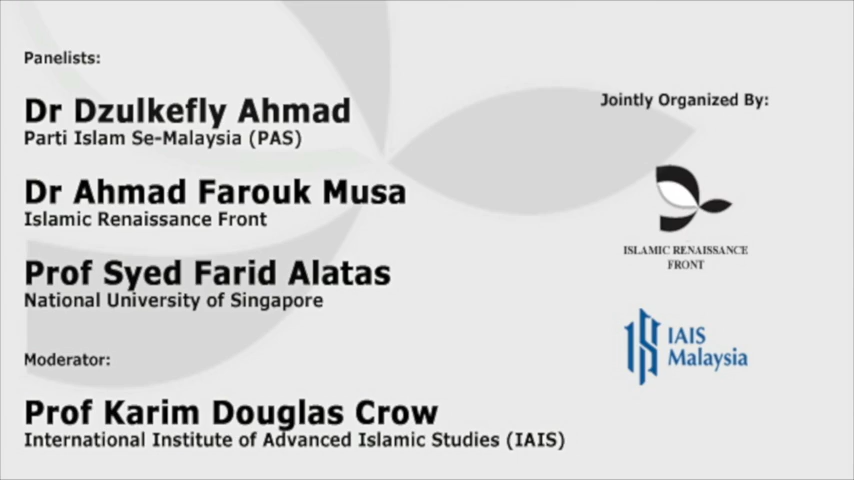 Panelists:
Dr Dzulkefly Ahmad
Parti Islam Se-Malaysia (PAS)
Dr Ahmad Farouk Musa
Islamic Renaissance Front
Prof Syed Farid Alatas
National University of Singapore
Moderator:
Prof Karim Douglas Crow
International Institute of Advanced Islamic Studies (IAIS)
Jointly Organized By:
ISLAMIC RENAISSANCE
FRONT
IAIS
Malaysia